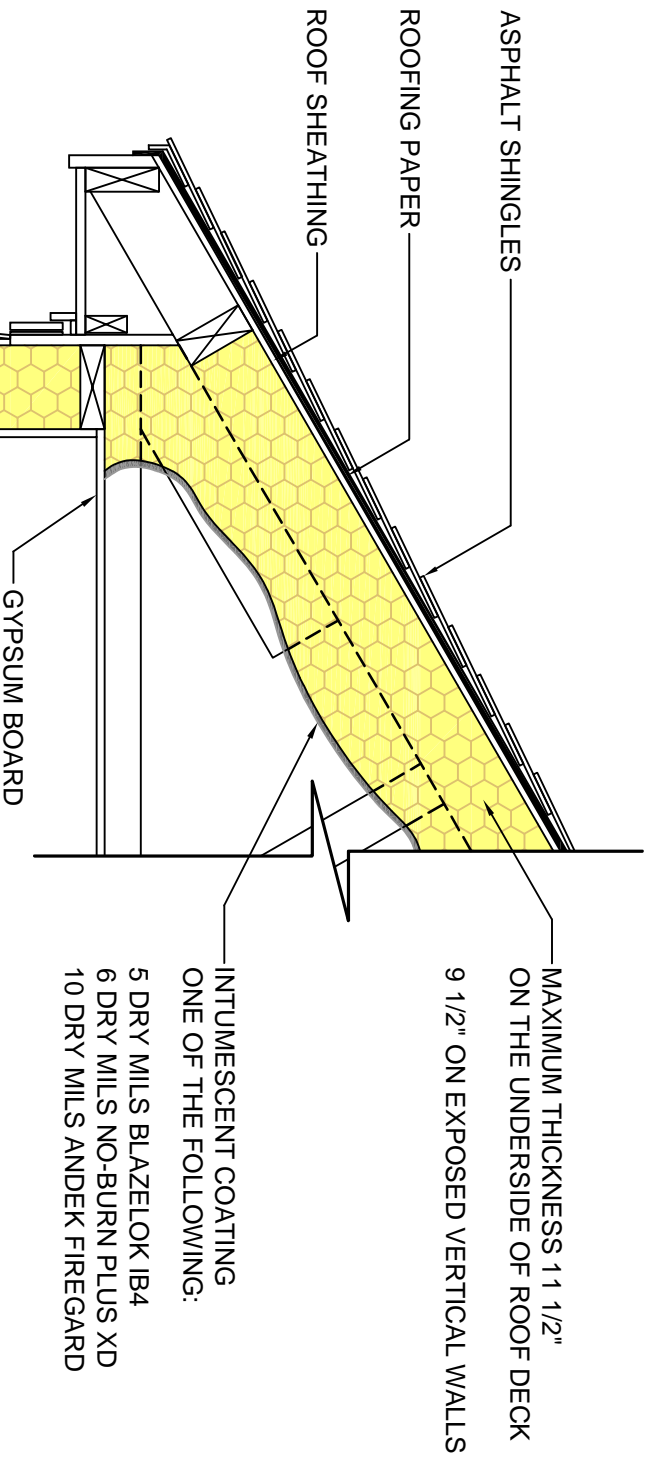 ASPHALT SHINGLES
ROOFING PAPER
ROOF SHEATHING
MAXIMUM THICKNESS 11 1/2"
ON THE UNDERSIDE OF ROOF DECK
9 1/2" ON EXPOSED VERTICAL WALLS
INTUMESCENT COATING
ONE OF THE FOLLOWING:
5 DRY MILS BLAZELOK IB4
6 DRY MILS NO-BURN PLUS XD
10 DRY MILS ANDEK FIREGARD
GYPSUM BOARD